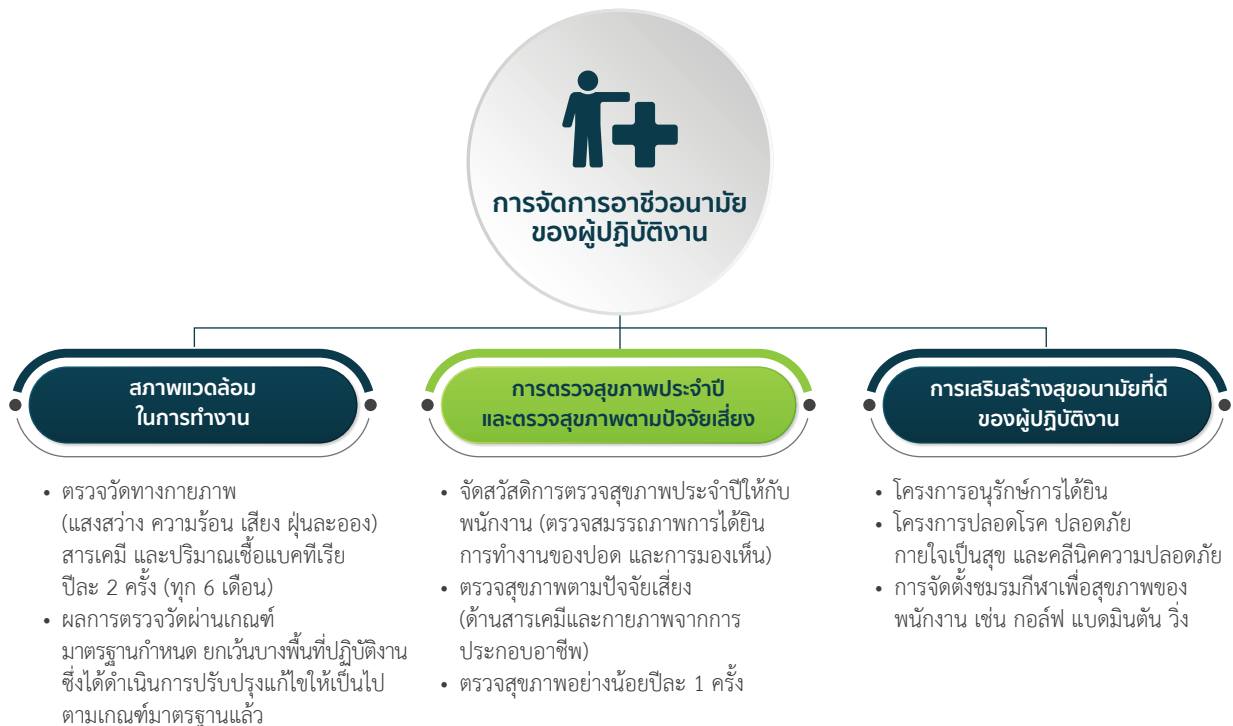 การจัดการอาชีวอนามัย
ของผู้ปฏิบัติงาน
สภาพแวดล้อม
ในการทำงาน
• ตรวจวัดทางกายภาพ
(แสงสว่าง ความร้อน เสียง ฝุ่นละออง)
สารเคมี และปริมาณเชื้อแบคทีเรีย
ปีละ 2 ครั้ง (ทุก 6 เดือน)
• ผลการตรวจวัดผ่านเกณฑ์
มาตรฐานกำหนด ยกเว้นบางพื้นที่ปฏิบัติงาน
ซึ่งได้ดำเนินการปรับปรุงแก้ไขให้เป็นไป
ตามเกณฑ์มาตรฐานแล้ว
การตรวจสุขภาพประจำปี
และตรวจสุขภาพตามปัจจัยเสี่ยง
• จัดสวัสดิการตรวจสุขภาพประจำปีให้กับ
พนักงาน (ตรวจสมรรถภาพการได้ยิน
การทำงานของปอด และการมองเห็น)
• ตรวจสุขภาพตามปัจจัยเสี่ยง
(ด้านสารเคมีและกายภาพจากการ
ประกอบอาชีพ)
• ตรวจสุขภาพอย่างน้อยปีละ 1 ครั้ง
การเสริมสร้างสุขอนามัยที่ดี
ของผู้ปฏิบัติงาน
• โครงการอนุรักษ์การได้ยิน
• โครงการปลอดโรค ปลอดภัย
กายใจเป็นสุข และคลีนิคความปลอดภัย
• การจัดตั้งชมรมกีฬาเพื่อสุขภาพของ
พนักงาน เช่น กอล์ฟ แบดมินตัน วิ่ง